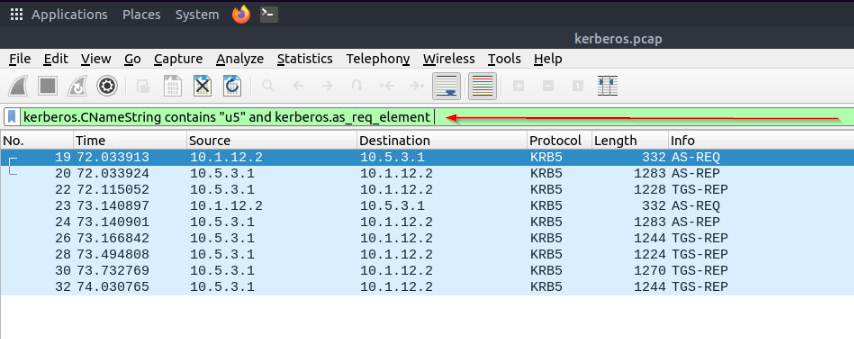 Applications Places System
kerberos.pcap
File Edit View Go Capture Analyze Statistics Telephony Wireless Tools Help
kerberos.CNameString contains "u5" and kerberos.as_req_element
No. Time Source Destination Protocol Length Info
19 72.033913 10.1.12.2 10.5.3.1 KRB5 332 AS-REQ
20 72.033924 10.5.3.1 10.1.12.2 KRB5 1283 AS-REP
22 72.115052 10.5.3.1 10.1.12.2 KRB5 1228 TGS-REP
23 73.140897 10.1.12.2 10.5.3.1 KRB5 332 AS-REQ
24 73.140901 10.5.3.1 10.1.12.2 KRB5 1283 AS-REP
26 73.166842 10.5.3.1 10.1.12.2 KRB5 1244 TGS-REP
28 73.494808 10.5.3.1 10.1.12.2 KRB5 1224 TGS-REP
30 73.732769 10.5.3.1 10.1.12.2 KRB5 1270 TGS-REP
32 74.030765 10.5.3.1 10.1.12.2 KRB5 1244 TGS-REP